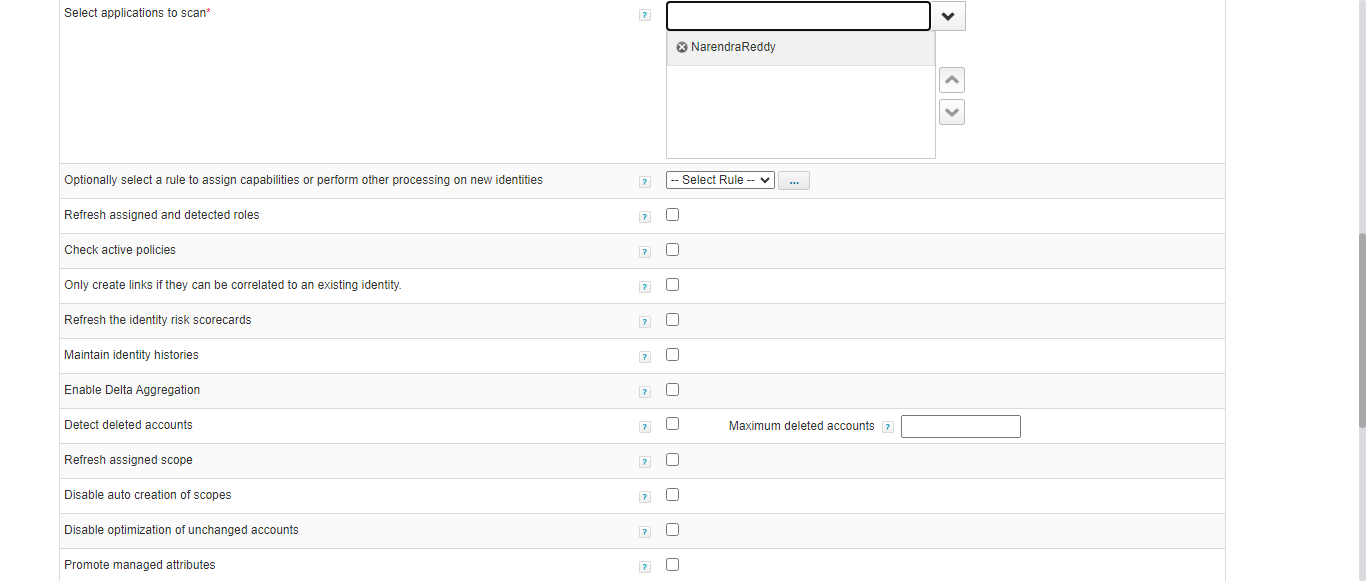 Select applications to scan* ?
NarendraReddy
Optionally select a rule to assign capabilities or perform other processing on new identities ? -- Select Rule -- ...
Refresh assigned and detected roles ?
Check active policies ?
Only create links if they can be correlated to an existing identity. ?
Refresh the identity risk scorecards ?
Maintain identity histories ?
Enable Delta Aggregation ?
Detect deleted accounts ? Maximum deleted accounts ?
Refresh assigned scope ?
Disable auto creation of scopes ?
Disable optimization of unchanged accounts ?
Promote managed attributes ?